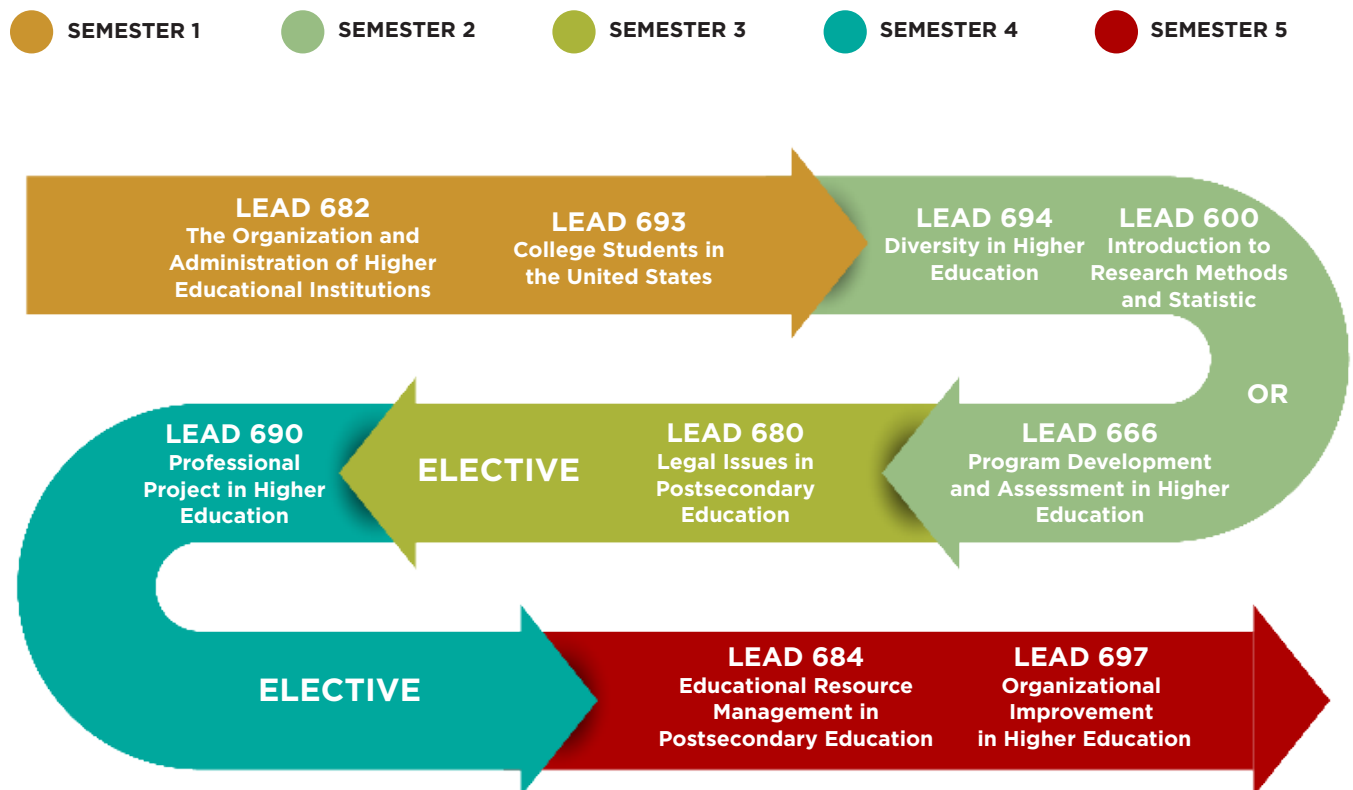 SEMESTER 1
SEMESTER 2
SEMESTER 3
SEMESTER 4
SEMESTER 5
LEAD 682
The Organization and
Administration of Higher
Educational Institutions
LEAD 693
College Students in
the United States
LEAD 694
Diversity in Higher
Education
LEAD 600
Introduction to
Research Methods
and Statistic
OR
LEAD 666
Program Development
and Assessment in Higher
Education
LEAD 680
Legal Issues in
Postsecondary
Education
ELECTIVE
LEAD 690
Professional
Project in Higher
Education
ELECTIVE
LEAD 684
Educational Resource
Management in
Postsecondary Education
LEAD 697
Organizational
Improvement
in Higher Education